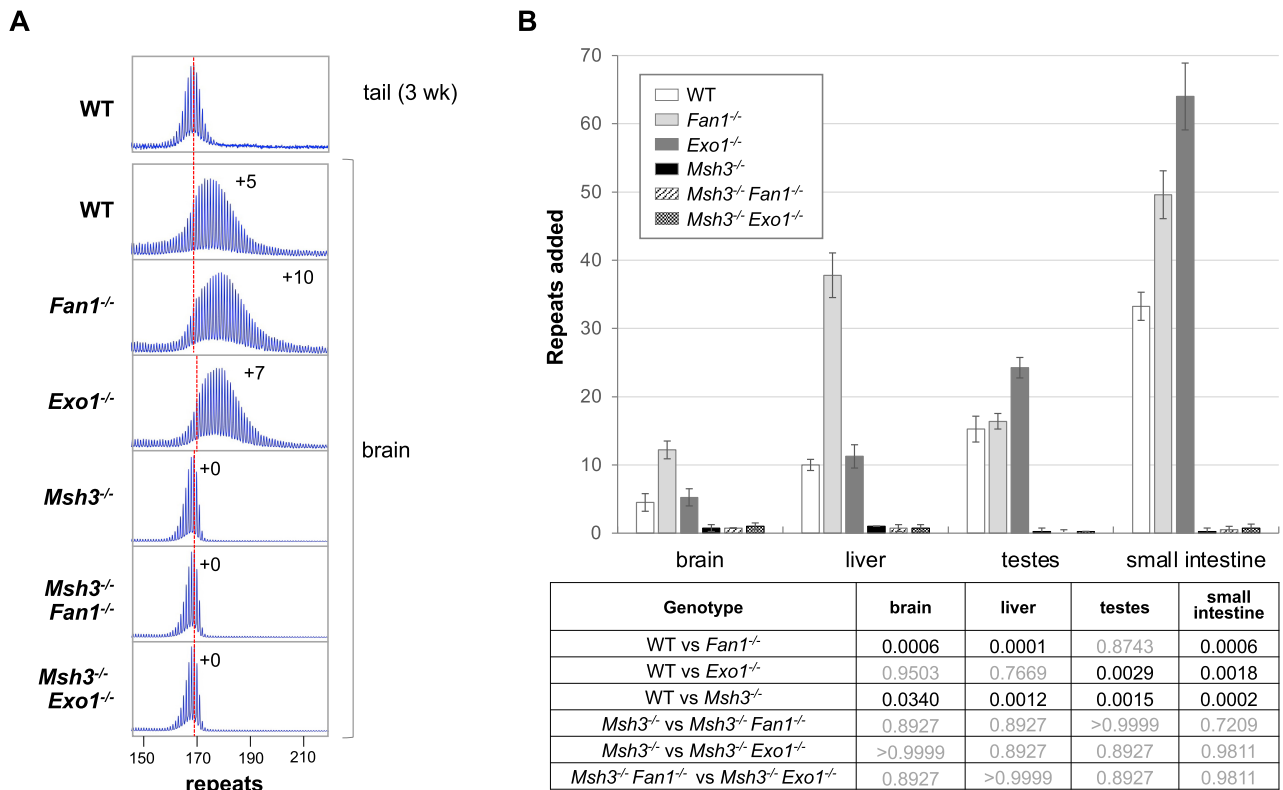 A
WT
tail (3 wk)
WT
+5
Fan1-/-
+10
Exo1-/-
+7
brain
Msh3-/-
+0
Msh3-/-
Fan1-/-
+0
Msh3-/-
Exo1-/-
+0
150 170 190 210
repeats
B
Repeats added
70
60
50
40
30
20
10
0
WT
Fan1-/-
Exo1-/-
Msh3-/-
Msh3-/- Fan1-/-
Msh3-/- Exo1-/-
brain liver testes small intestine
Genotype brain liver testes small intestine
WT vs Fan1-/- 0.0006 0.0001 0.8743 0.0006
WT vs Exo1-/- 0.9503 0.7669 0.0029 0.0018
WT vs Msh3-/- 0.0340 0.0012 0.0015 0.0002
Msh3-/- vs Msh3-/- Fan1-/- 0.8927 0.8927 >0.9999 0.7209
Msh3-/- vs Msh3-/- Exo1-/- >0.9999 0.8927 0.8927 0.9811
Msh3-/- Fan1-/- vs Msh3-/- Exo1-/- 0.8927 >0.9999 0.8927 0.9811